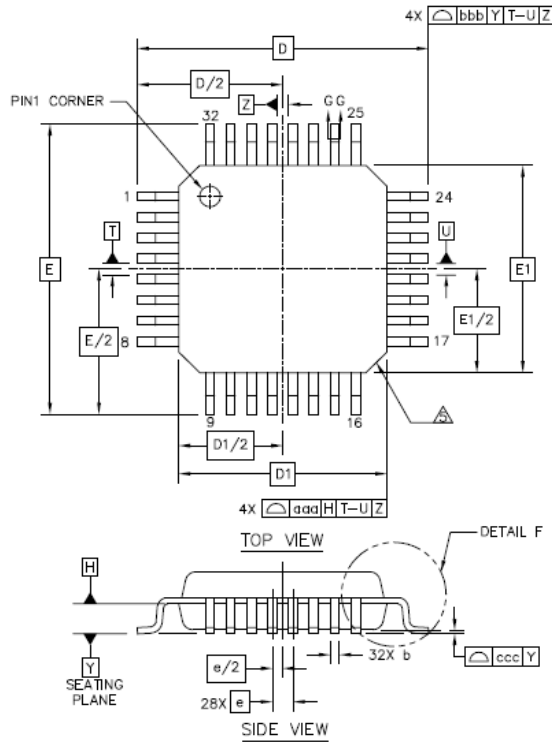 4X ⌓ bbb Y T-U Z
D
D/2
PIN1 CORNER
Z
G G
32
25
1
24
T
U
E
E1
E/2
E1/2
8
17
9
16
5
D1/2
D1
4X ⌓ aaa H T-U Z
TOP VIEW
DETAIL F
H
Y
SEATING
PLANE
e/2
32X b
⌓ ccc Y
28X e
SIDE VIEW